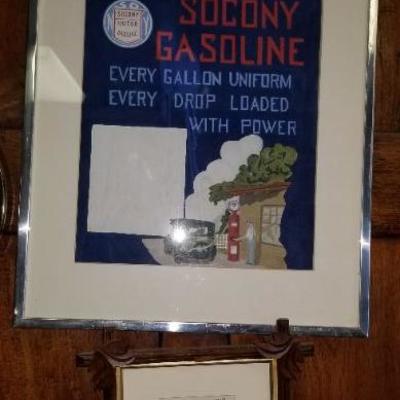 SOCONY
SOCONY
MOTOR
GASOLINE
GASOLINE
EVERY GALLON UNIFORM
EVERY DROP LOADED
WITH POWER